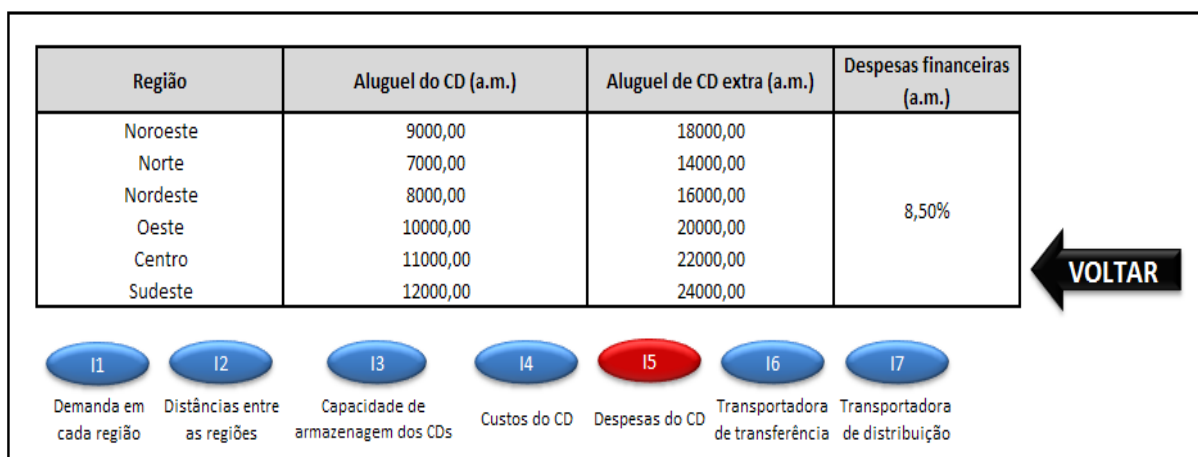 Região Aluguel do CD (a.m.) Aluguel de CD extra (a.m.) Despesas financeiras
(a.m.)
Noroeste 9000,00 18000,00
Norte 7000,00 14000,00
Nordeste 8000,00 16000,00
8,50%
Oeste 10000,00 20000,00
Centro 11000,00 22000,00
Sudeste 12000,00 24000,00
VOLTAR
I1 I2 I3 I4 I5 I6 I7
Demanda em Distâncias entre Capacidade de Custos do CD Despesas do CD Transportadora Transportadora
cada região as regiões armazenagem dos CDs de transferência de distribuição